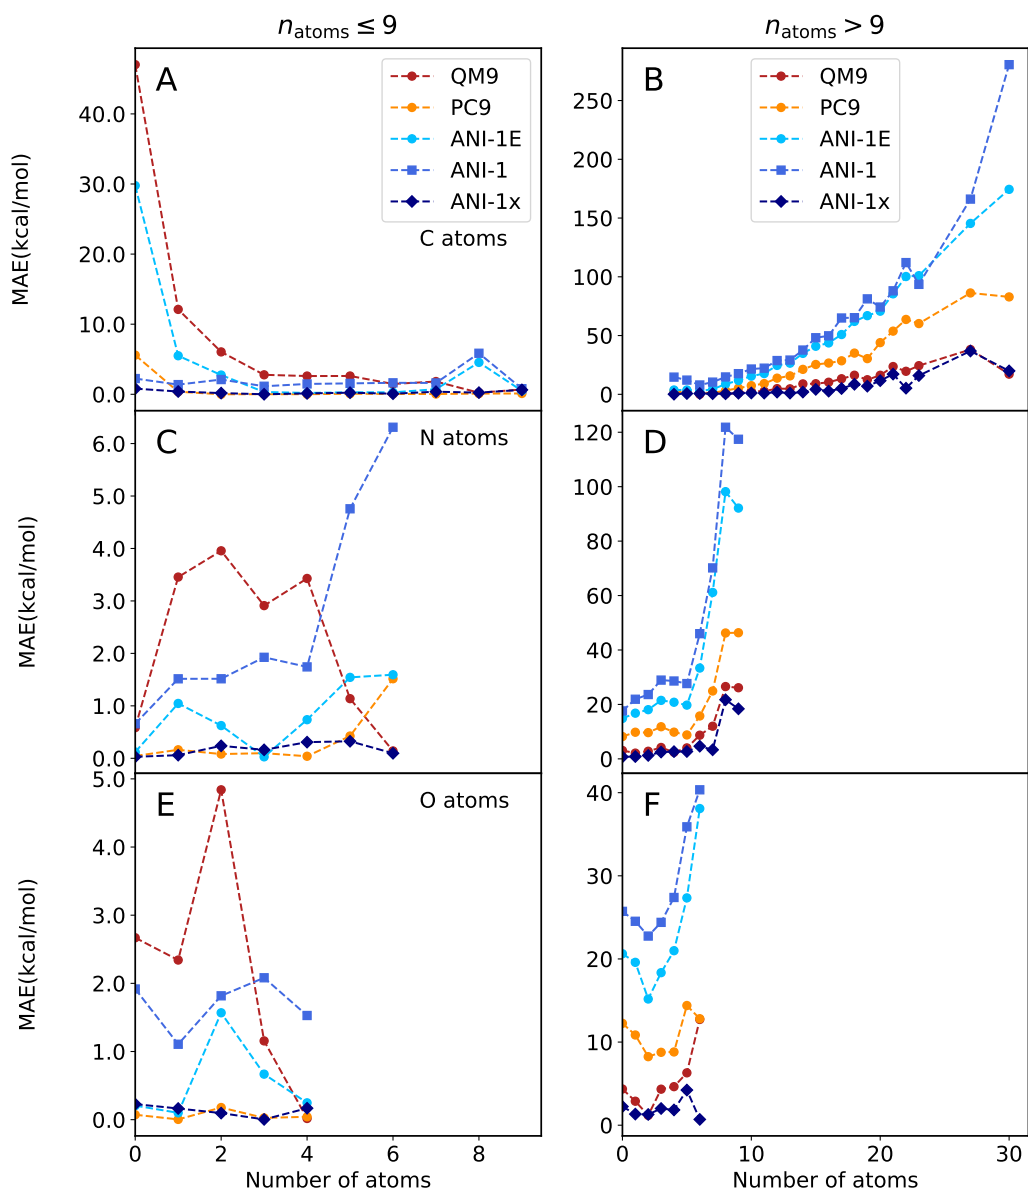 n_atoms ≤ 9
n_atoms > 9
A
QM9
PC9
ANI-1E
ANI-1
ANI-1x
C atoms
40.0
30.0
20.0
10.0
0.0
MAE(kcal/mol)
B
QM9
PC9
ANI-1E
ANI-1
ANI-1x
250
200
150
100
50
0
C
N atoms
6.0
5.0
4.0
3.0
2.0
1.0
0.0
MAE(kcal/mol)
D
120
100
80
60
40
20
0
E
O atoms
5.0
4.0
3.0
2.0
1.0
0.0
MAE(kcal/mol)
0 2 4 6 8
Number of atoms
F
40
30
20
10
0
0 10 20 30
Number of atoms